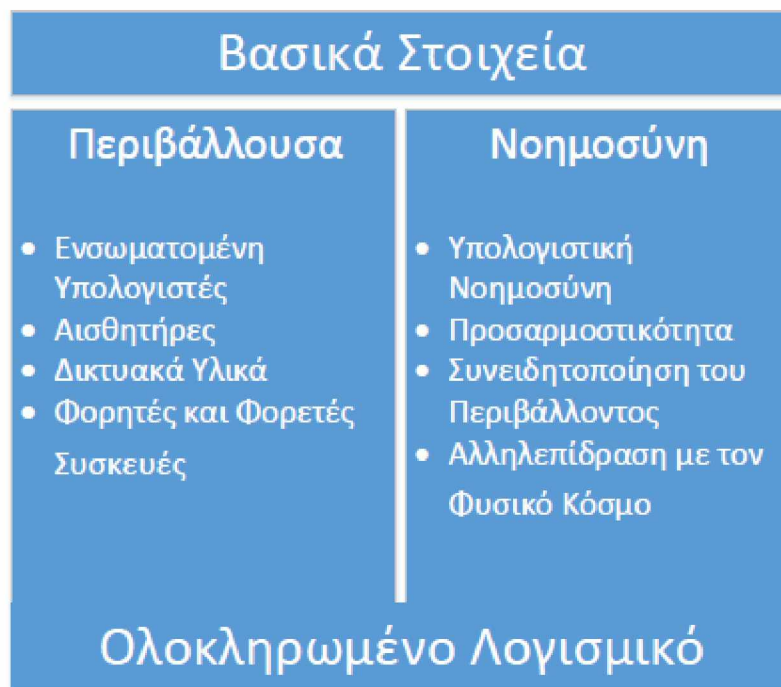 Βασικά Στοιχεία
Περιβάλλουσα
• Ενσωματομένη
Υπολογιστές
• Αισθητήρες
• Δικτυακά Υλικά
• Φορητές και Φορετές
Συσκευές
Νοημοσύνη
• Υπολογιστική
Νοημοσύνη
• Προσαρμοστικότητα
• Συνειδητοποίηση του
Περιβάλλοντος
• Αλληλεπίδραση με τον
Φυσικό Κόσμο
Ολοκληρωμένο Λογισμικό